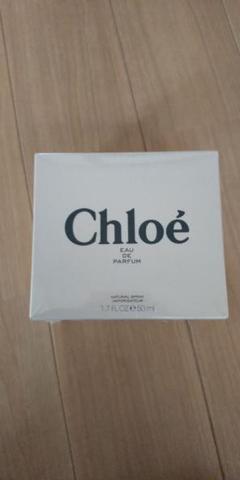 Chloé
EAU
DE
PARFUM
NATURAL SPRAY
VAPORISATEUR
1.7 FL.OZ e 50 ml